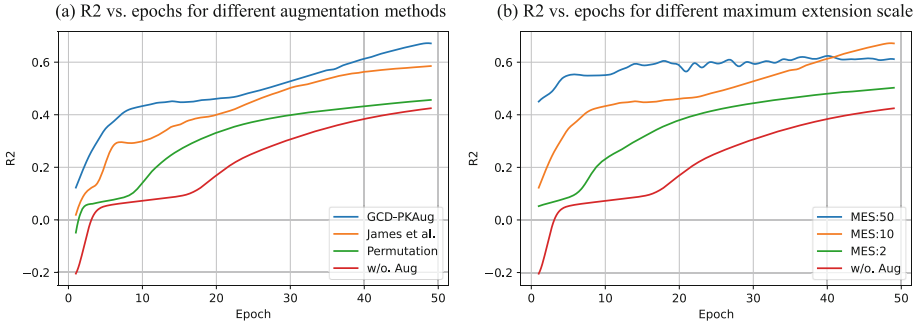 (a) R2 vs. epochs for different augmentation methods
R2
0.6
0.4
0.2
0.0
−0.2
0
10
20
30
40
50
Epoch
GCD-PKAug
James et al.
Permutation
w/o. Aug
(b) R2 vs. epochs for different maximum extension scale
R2
0.6
0.4
0.2
0.0
−0.2
0
10
20
30
40
50
Epoch
MES:50
MES:10
MES:2
w/o. Aug